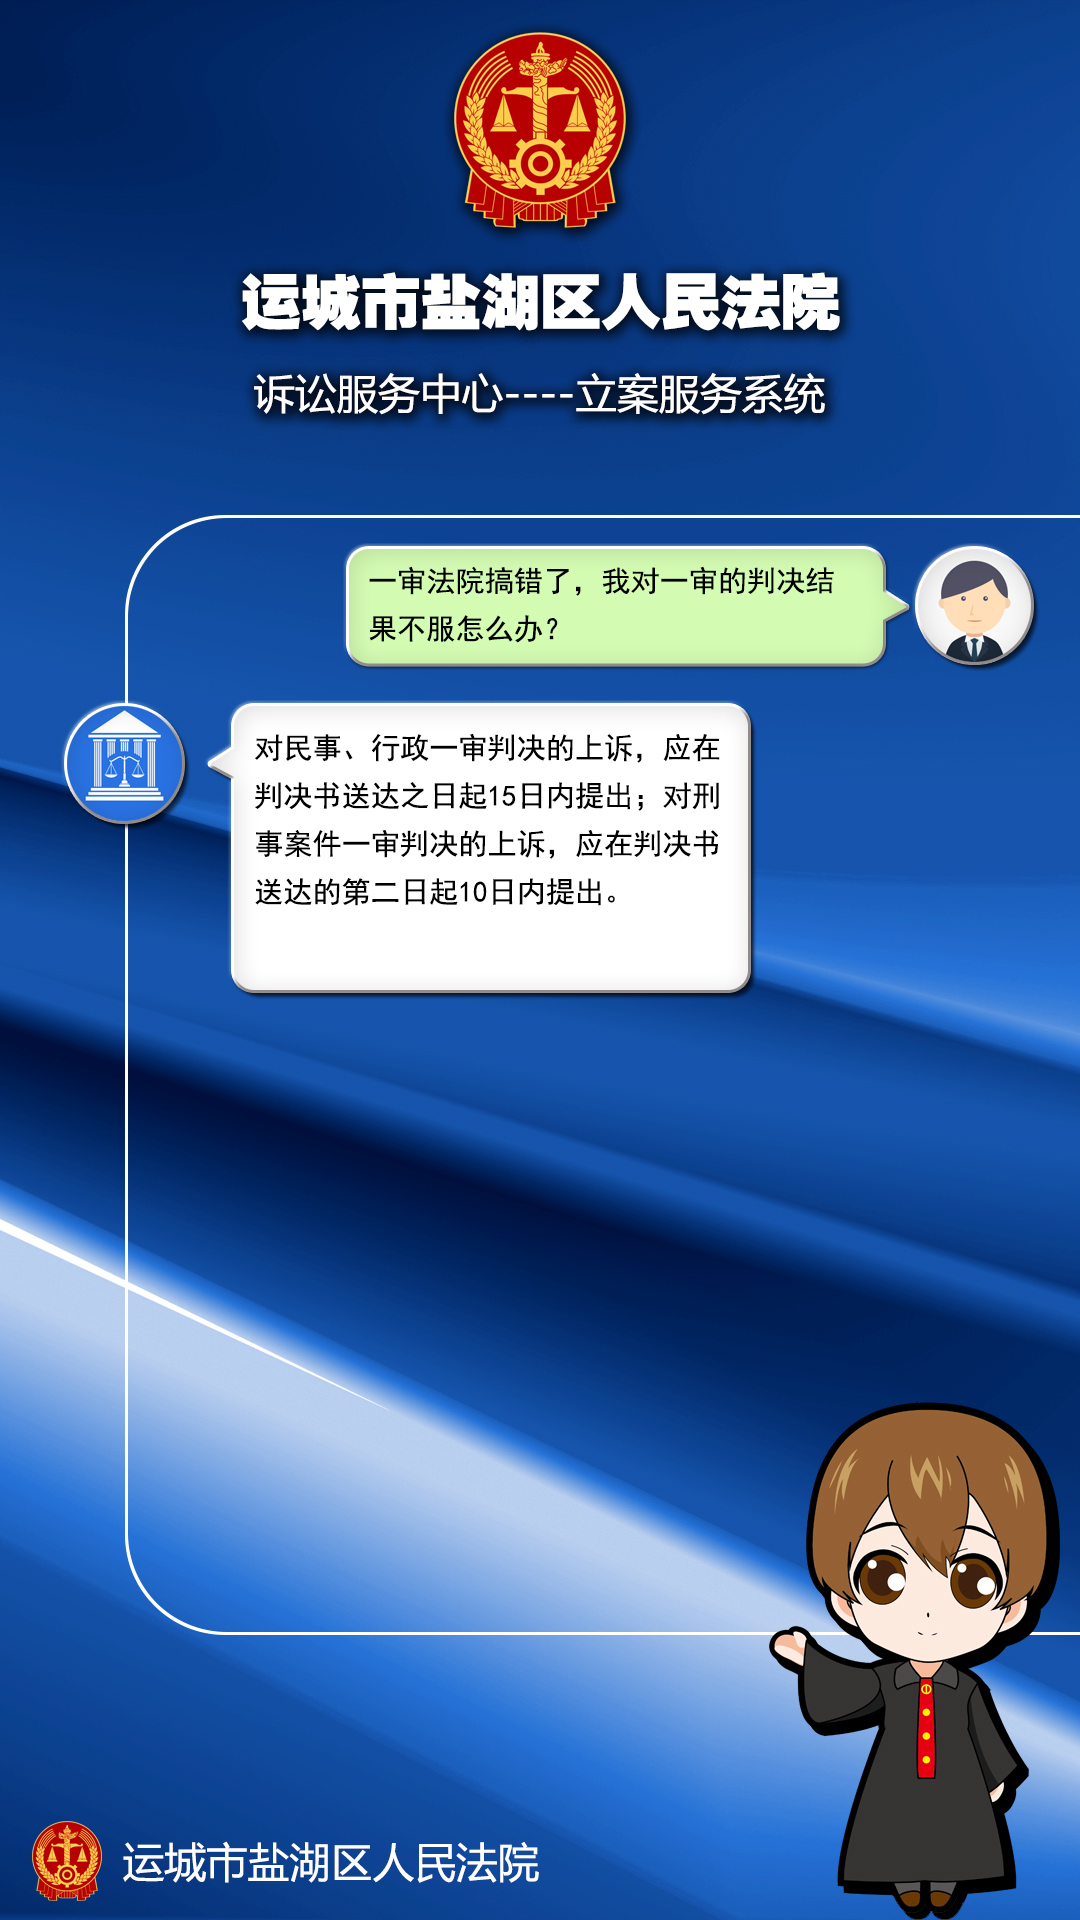 运城市盐湖区人民法院
诉讼服务中心----立案服务系统
一审法院搞错了，我对一审的判决结
果不服怎么办？
对民事、行政一审判决的上诉，应在
判决书送达之日起15日内提出；对刑
事案件一审判决的上诉，应在判决书
送达的第二日起10日内提出。
运城市盐湖区人民法院